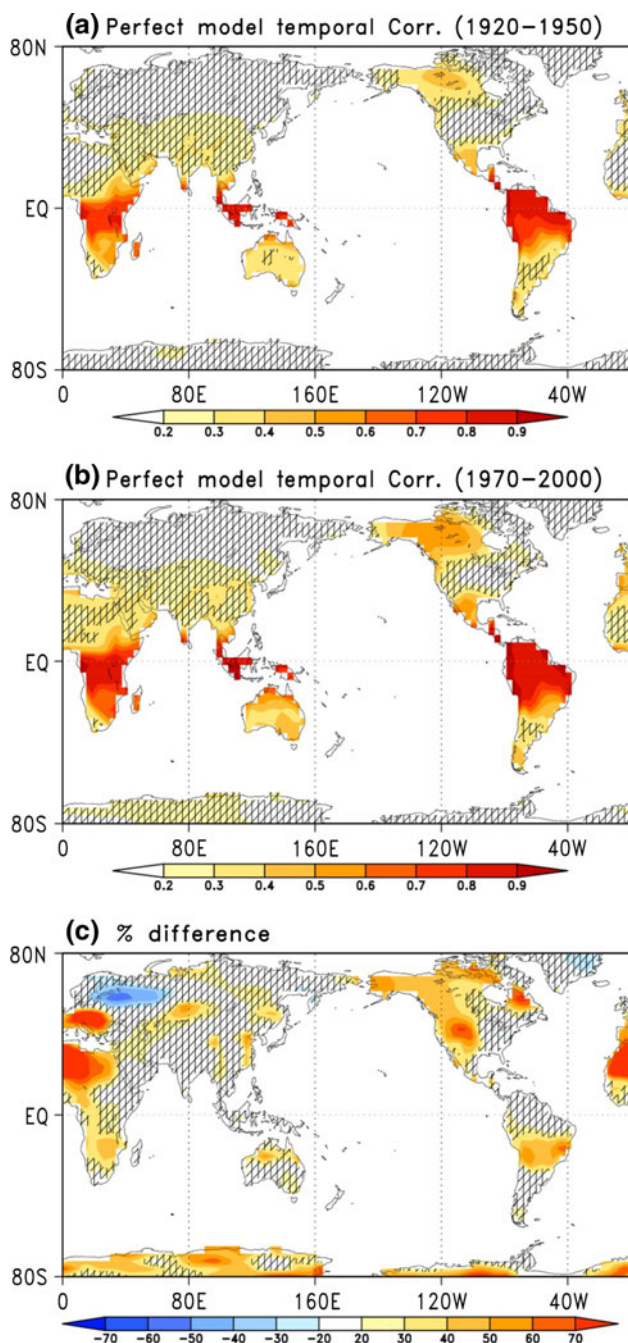 (a) Perfect model temporal Corr. (1920−1950)
80N
EQ
80S
0 80E 160E 120W 40W
0.2 0.3 0.4 0.5 0.6 0.7 0.8 0.9
(b) Perfect model temporal Corr. (1970−2000)
80N
EQ
80S
0 80E 160E 120W 40W
0.2 0.3 0.4 0.5 0.6 0.7 0.8 0.9
(c) % difference
80N
EQ
80S
0 80E 160E 120W 40W
−70 −60 −50 −40 −30 −20 20 30 40 50 60 70